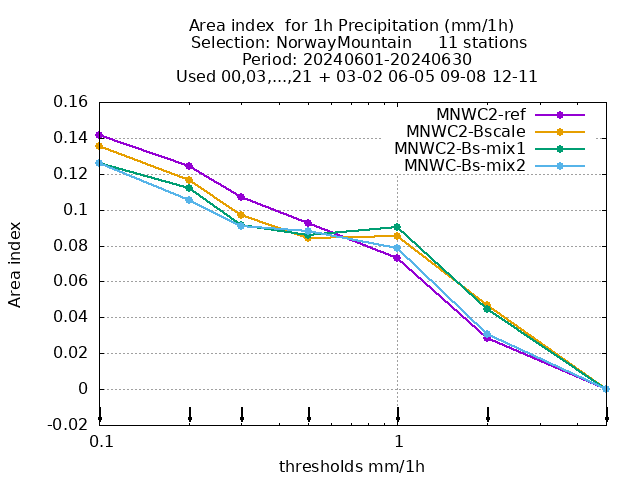 Area index  for 1h Precipitation (mm/1h)
Selection: NorwayMountain     11 stations
Period: 20240601-20240630
Used 00,03,...,21 + 03-02 06-05 09-08 12-11
MNWC2-ref
MNWC2-Bscale
MNWC2-Bs-mix1
MNWC-Bs-mix2
0.16
0.14
0.12
0.1
0.08
0.06
0.04
0.02
0
-0.02
Area index
0.1
1
thresholds mm/1h